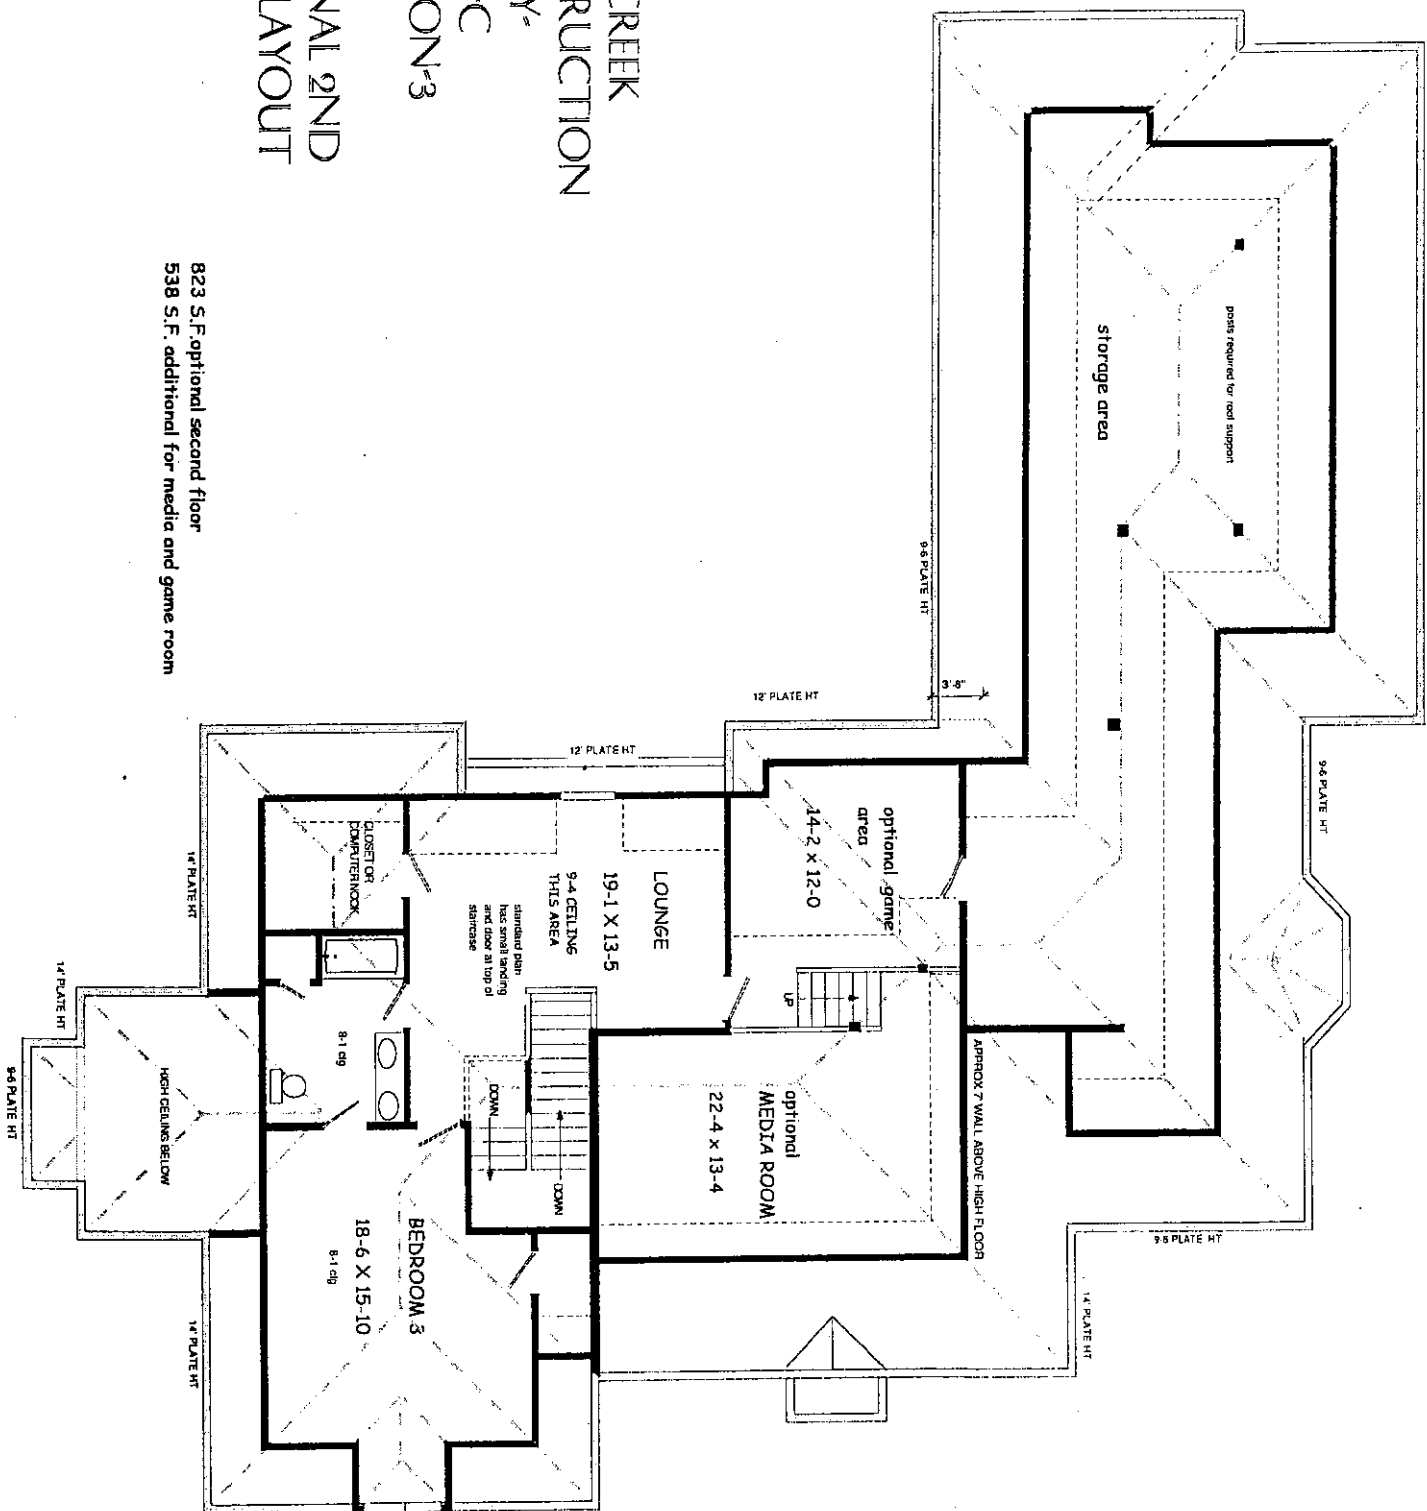 CREEK
RUCTION
Y-
C
ON-3
NAL 2ND
LAYOUT
823 S.F. optional second floor
538 S.F. additional for media and game room
storage area
posts required for roof support
9-6 PLATE HT
3'-6"
12' PLATE HT
12' PLATE HT
9-6 PLATE HT
optional game
area
14-2 x 12-0
LOUNGE
19-1 X 13-5
9-4 CEILING
THIS AREA
standard plan
has small landing
and door at top of
staircase
CLOSET OR
COMPUTER NOOK
14' PLATE HT
14' PLATE HT
9-6 PLATE HT
HIGH CEILING BELOW
8-1 clg
UP
DOWN
DOWN
optional
MEDIA ROOM
22-4 x 13-4
APPROX 7' WALL ABOVE HIGH FLOOR
BEDROOM 3
18-6 X 15-10
8-1 clg
14' PLATE HT
9-6 PLATE HT
14' PLATE HT